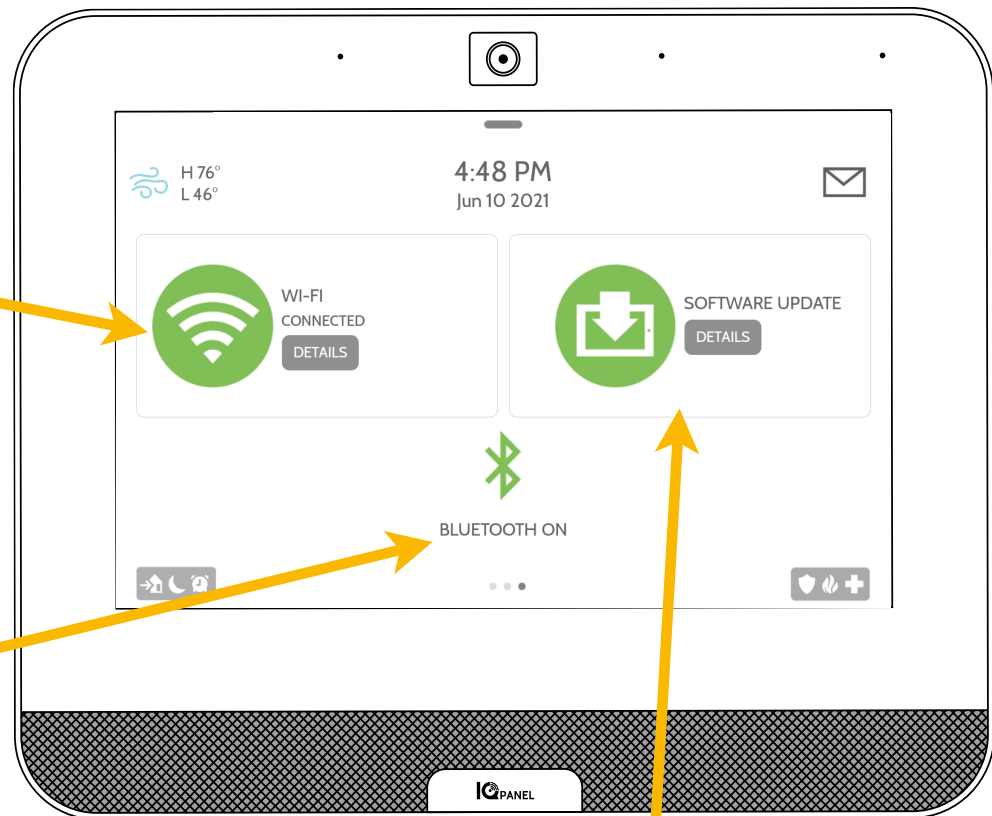 H 76°
L 46°
4:48 PM
Jun 10 2021
WI-FI
CONNECTED
DETAILS
SOFTWARE UPDATE
DETAILS
BLUETOOTH ON
IQ PANEL